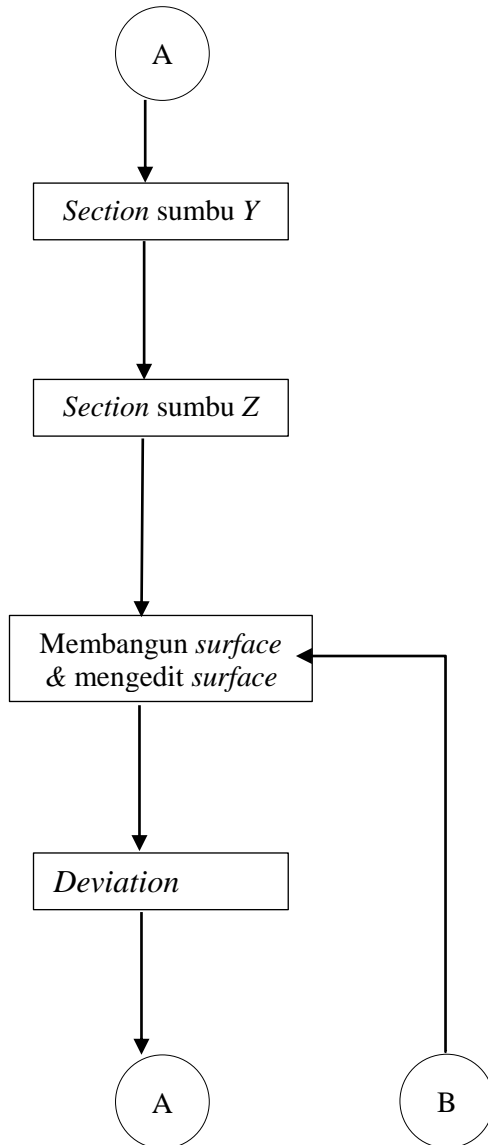 A
Section sumbu Y
Section sumbu Z
Membangun surface
& mengedit surface
Deviation
A
B